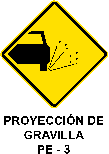 PROYECCIÓN DE
GRAVILLA
PE - 3